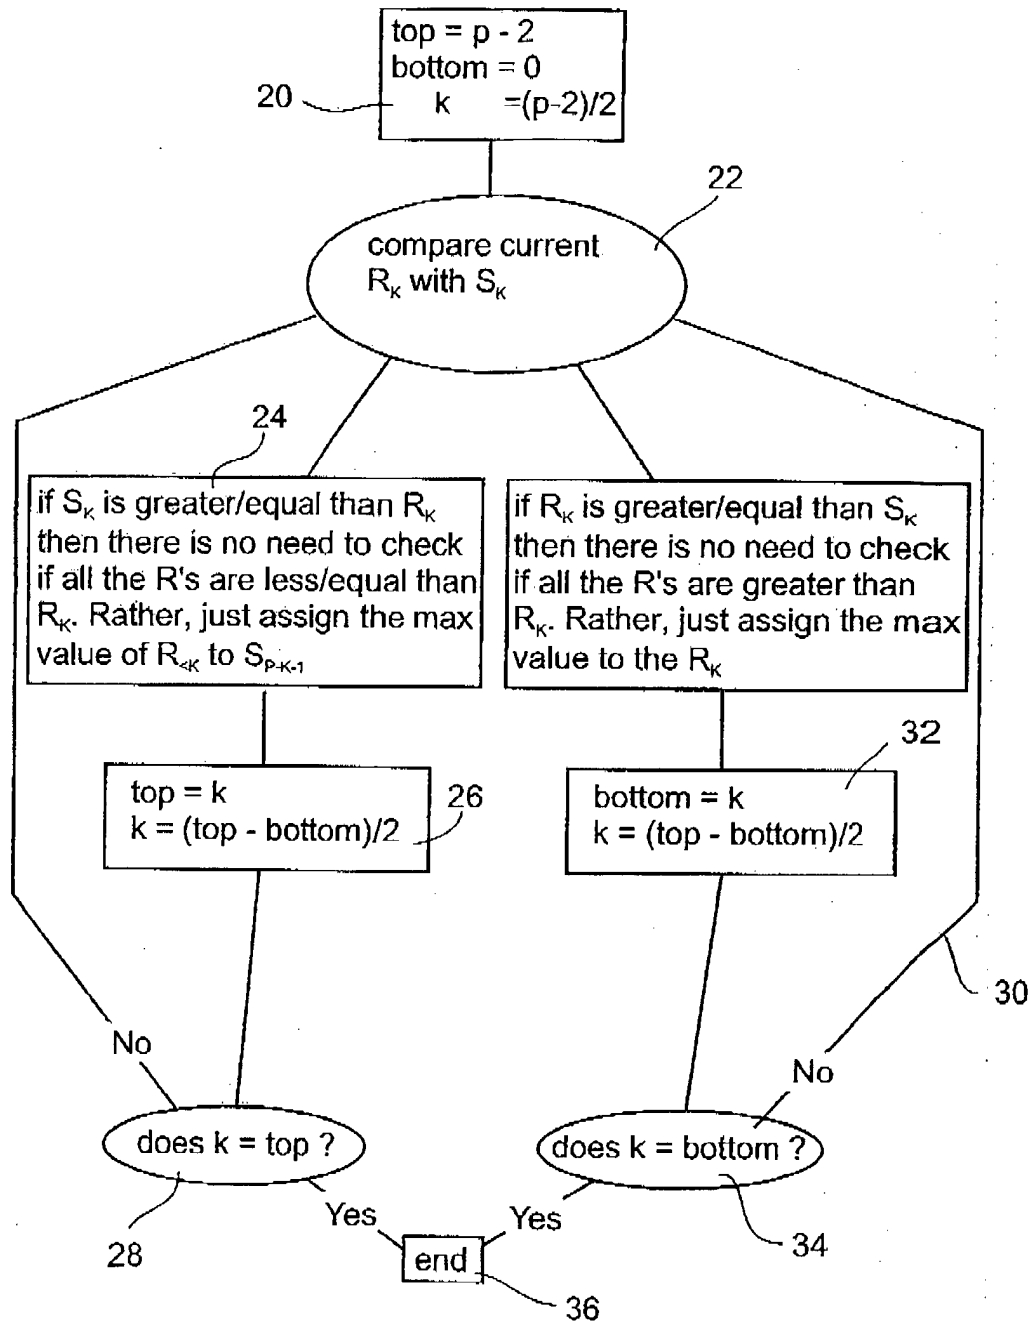 top = p - 2
bottom = 0
k =(p-2)/2
20
22
compare current
R_K with S_K
24
if S_K is greater/equal than R_K
then there is no need to check
if all the R's are less/equal than
R_K. Rather, just assign the max
value of R_<K to S_P-K-1
if R_K is greater/equal than S_K
then there is no need to check
if all the R's are greater than
R_K. Rather, just assign the max
value to the R_K
top = k
k = (top - bottom)/2
26
32
bottom = k
k = (top - bottom)/2
30
No
No
does k = top ?
28
does k = bottom ?
34
Yes
Yes
end
36